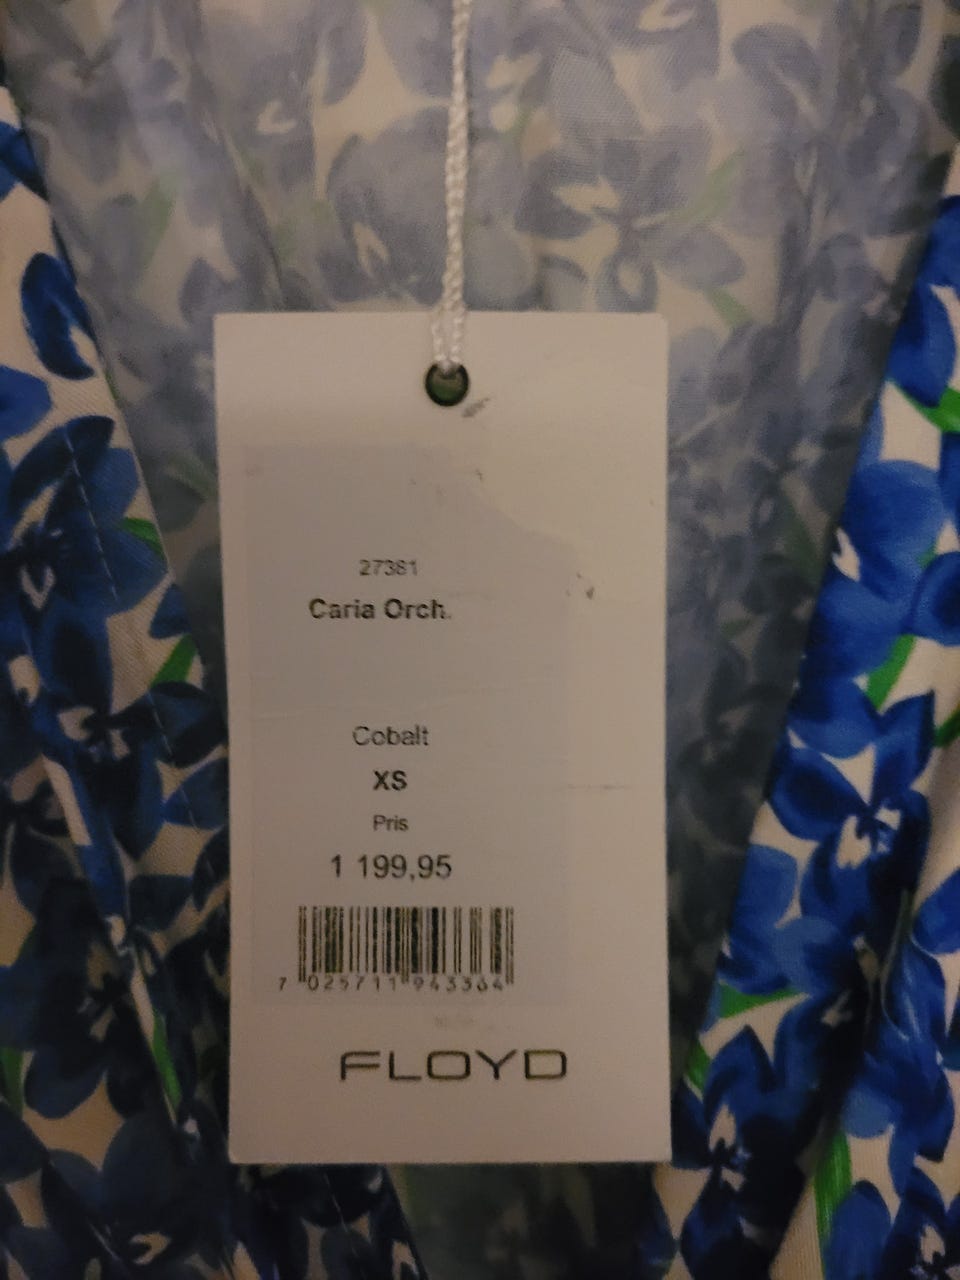 27381
Caria Orch.
Cobalt
XS
Pris
1 199,95
7 025711 943364
FLOYD